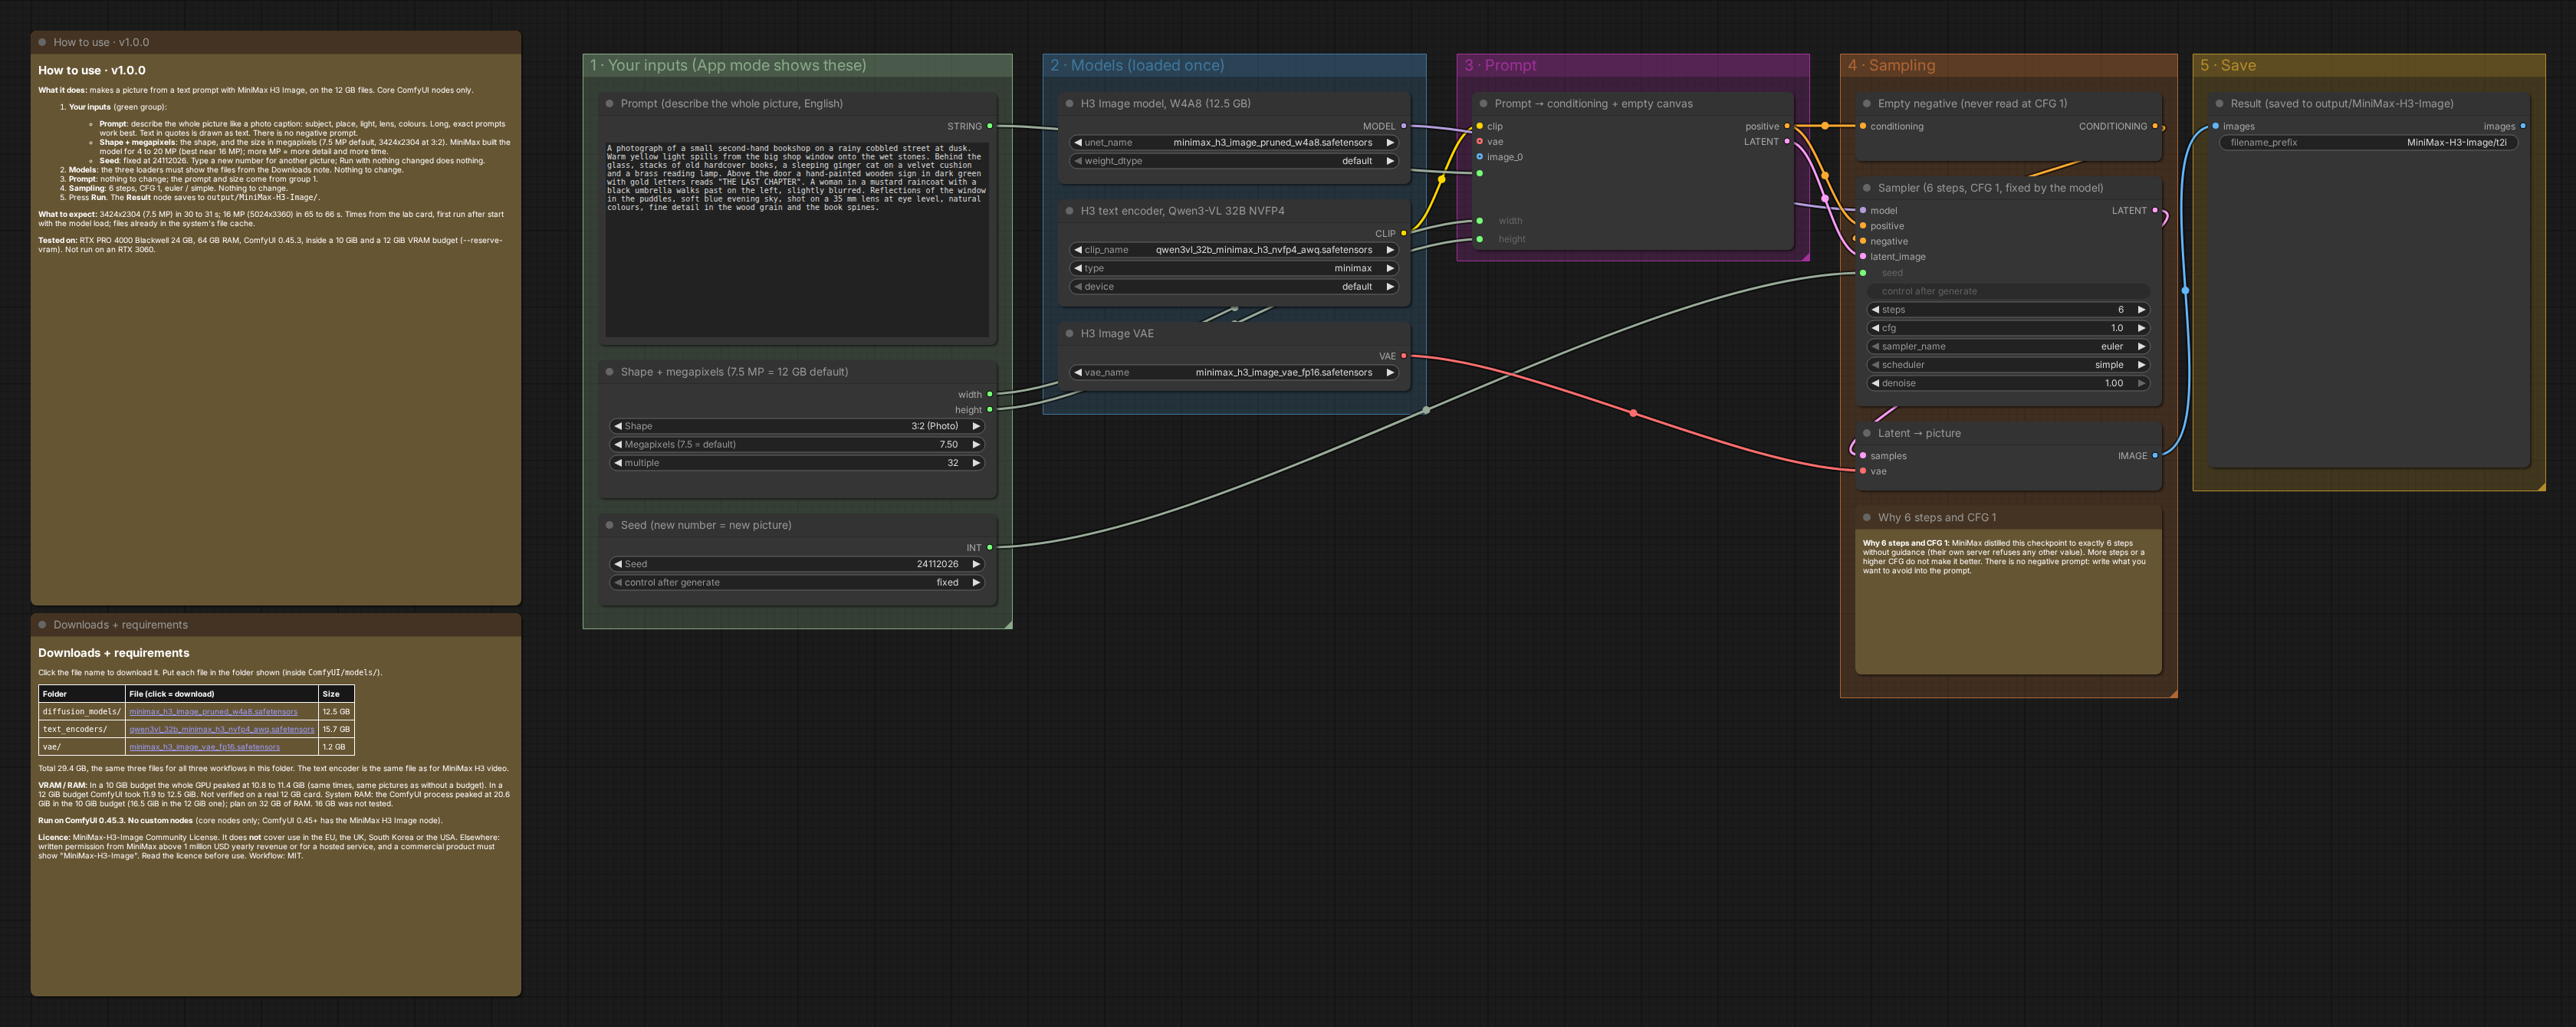 How to use · v1.0.0
How to use · v1.0.0
What it does: makes a picture from a text prompt with MiniMax H3 Image, on the 12 GB files. Core ComfyUI nodes only.
1. Your inputs (green group):
Prompt: describe the whole picture like a photo caption: subject, place, light, lens, colours. Long, exact prompts
work best. Text in quotes is drawn as text. There is no negative prompt.
Shape + megapixels: the shape, and the size in megapixels (7.5 MP default, 3424x2304 at 3:2). MiniMax built the
model for 4 to 20 MP (best near 16 MP); more MP = more detail and more time.
Seed: fixed at 24112026. Type a new number for another picture; Run with nothing changed does nothing.
2. Models: the three loaders must show the files from the Downloads note. Nothing to change.
3. Prompt: nothing to change; the prompt and size come from group 1.
4. Sampling: 6 steps, CFG 1, euler / simple. Nothing to change.
5. Press Run. The Result node saves to output/MiniMax-H3-Image/.
What to expect: 3424x2304 (7.5 MP) in 30 to 31 s; 16 MP (5024x3360) in 65 to 66 s. Times from the lab card, first run after start
with the model load; files already in the system's file cache.
Tested on: RTX PRO 4000 Blackwell 24 GB, 64 GB RAM, ComfyUI 0.45.3, inside a 10 GiB and a 12 GiB VRAM budget (--reserve-
vram). Not run on an RTX 3060.
Downloads + requirements
Downloads + requirements
Click the file name to download it. Put each file in the folder shown (inside ComfyUI/models/).
Folder File (click = download) Size
diffusion_models/ minimax_h3_image_pruned_w4a8.safetensors 12.5 GB
text_encoders/ qwen3vl_32b_minimax_h3_nvfp4_awq.safetensors 15.7 GB
vae/ minimax_h3_image_vae_fp16.safetensors 1.2 GB
Total 29.4 GB, the same three files for all three workflows in this folder. The text encoder is the same file as for MiniMax H3 video.
VRAM / RAM: In a 10 GiB budget the whole GPU peaked at 10.8 to 11.4 GiB (same times, same pictures as without a budget). In a
12 GiB budget ComfyUI took 11.9 to 12.5 GiB. Not verified on a real 12 GB card. System RAM: the ComfyUI process peaked at 20.6
GiB in the 10 GiB budget (16.5 GiB in the 12 GiB one); plan on 32 GB of RAM. 16 GB was not tested.
Run on ComfyUI 0.45.3. No custom nodes (core nodes only; ComfyUI 0.45+ has the MiniMax H3 Image node).
Licence: MiniMax-H3-Image Community License. It does not cover use in the EU, the UK, South Korea or the USA. Elsewhere:
written permission from MiniMax above 1 million USD yearly revenue or for a hosted service, and a commercial product must
show "MiniMax-H3-Image". Read the licence before use. Workflow: MIT.
1 · Your inputs (App mode shows these)
Prompt (describe the whole picture, English)
STRING
A photograph of a small second-hand bookshop on a rainy cobbled street at dusk.
Warm yellow light spills from the big shop window onto the wet stones. Behind the
glass, stacks of old hardcover books, a sleeping ginger cat on a velvet cushion
and a brass reading lamp. Above the door a hand-painted wooden sign in dark green
with gold letters reads "THE LAST CHAPTER". A woman in a mustard raincoat with a
black umbrella walks past on the left, slightly blurred. Reflections of the window
in the puddles, soft blue evening sky, shot on a 35 mm lens at eye level, natural
colours, fine detail in the wood grain and the book spines.
Shape + megapixels (7.5 MP = 12 GB default)
width
height
Shape 3:2 (Photo)
Megapixels (7.5 = default) 7.50
multiple 32
Seed (new number = new picture)
INT
Seed 24112026
control after generate fixed
2 · Models (loaded once)
H3 Image model, W4A8 (12.5 GB)
MODEL
unet_name minimax_h3_image_pruned_w4a8.safetensors
weight_dtype default
H3 text encoder, Qwen3-VL 32B NVFP4
CLIP
clip_name qwen3vl_32b_minimax_h3_nvfp4_awq.safetensors
type minimax
device default
H3 Image VAE
VAE
vae_name minimax_h3_image_vae_fp16.safetensors
3 · Prompt
Prompt → conditioning + empty canvas
clip positive
vae LATENT
image_0
width
height
4 · Sampling
Empty negative (never read at CFG 1)
conditioning CONDITIONING
Sampler (6 steps, CFG 1, fixed by the model)
model LATENT
positive
negative
latent_image
seed
control after generate
steps 6
cfg 1.0
sampler_name euler
scheduler simple
denoise 1.00
Latent → picture
samples IMAGE
vae
Why 6 steps and CFG 1
Why 6 steps and CFG 1: MiniMax distilled this checkpoint to exactly 6 steps
without guidance (their own server refuses any other value). More steps or a
higher CFG do not make it better. There is no negative prompt: write what you
want to avoid into the prompt.
5 · Save
Result (saved to output/MiniMax-H3-Image)
images images
filename_prefix MiniMax-H3-Image/t2i